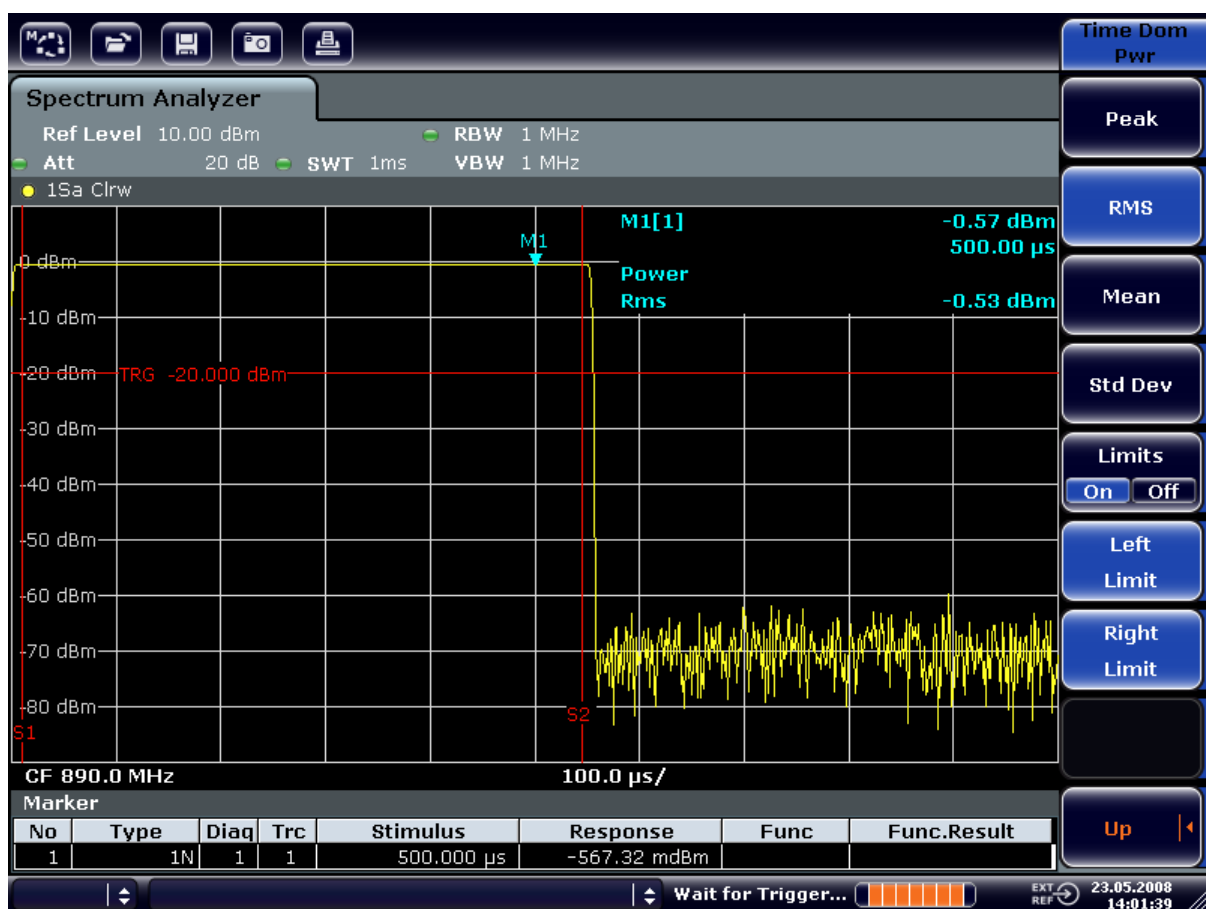 Time Dom
Pwr
Spectrum Analyzer
Ref Level 10.00 dBm RBW 1 MHz
Att 20 dB SWT 1ms VBW 1 MHz
1Sa Clrw
Peak
RMS
Mean
Std Dev
Limits
On Off
Left
Limit
Right
Limit
Up
M1[1] -0.57 dBm
500.00 µs
Power
Rms -0.53 dBm
M1
0 dBm
-10 dBm
-20 dBm TRG -20.000 dBm
-30 dBm
-40 dBm
-50 dBm
-60 dBm
-70 dBm
-80 dBm
S1
S2
CF 890.0 MHz 100.0 µs/
Marker
No Type Diaq Trc Stimulus Response Func Func.Result
1 1N 1 1 500.000 µs -567.32 mdBm
Wait for Trigger... EXT REF 23.05.2008
14:01:39